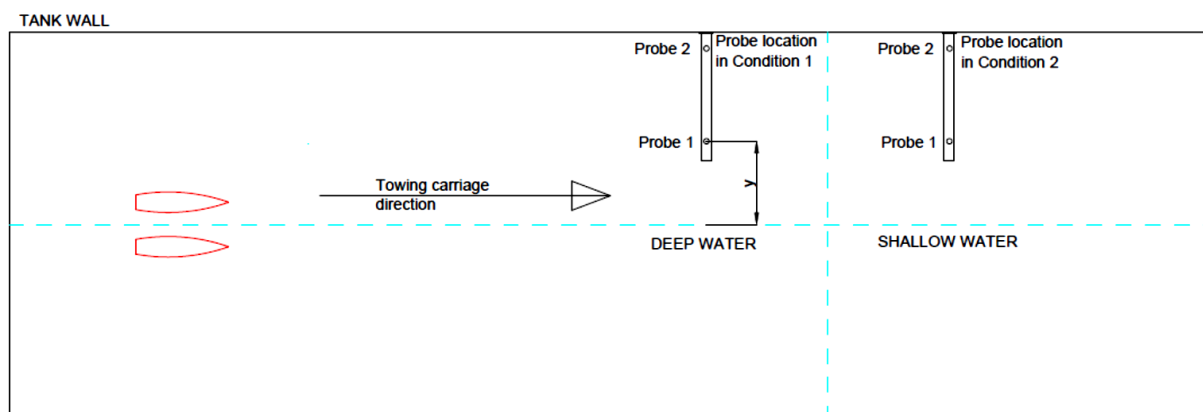 TANK WALL
Probe 2
Probe location
in Condition 1
Probe 2
Probe location
in Condition 2
Probe 1
Probe 1
y
Towing carriage
direction
DEEP WATER
SHALLOW WATER